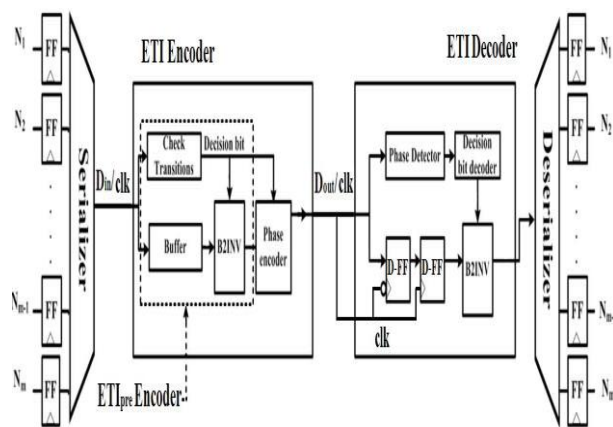 N1
FF
N2
FF
Nm-1
FF
Nm
FF
Serializer
Din/clk
ETI Encoder
Check Transitions
Decision bit
Buffer
B2INV
Phase encoder
ETIpre Encoder
Dout/clk
ETI Decoder
Phase Detector
Decision bit decoder
D-FF
D-FF
B2INV
clk
Deserializer
FF
N1
FF
N2
FF
Nm-
FF
Nm